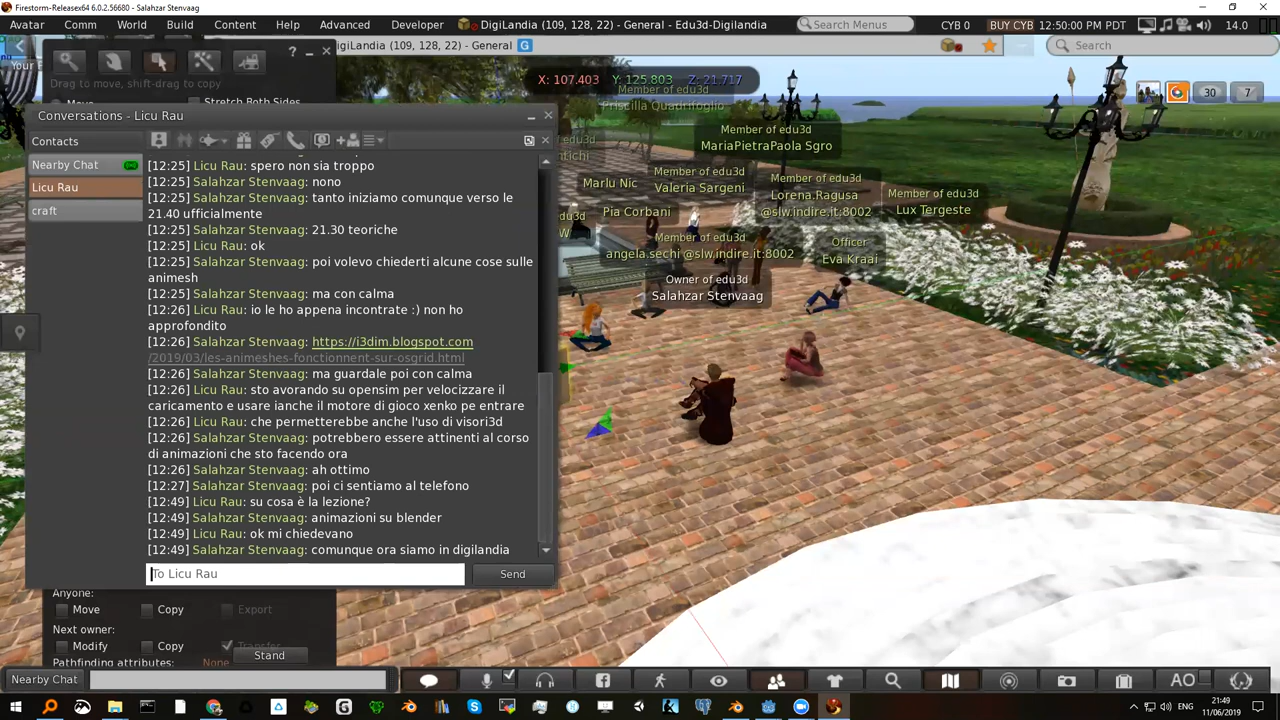 Firestorm-Releasex64 6.0.2.56680 - Salahzar Stenvaag
Avatar Comm World Build Content Help Advanced Developer
DigiLandia (109, 128, 22) - General - Edu3d-Digilandia
Search Menus
CYB 0
BUY CYB
12:50:00 PM PDT
14.0
DigiLandia (109, 128, 22) - General
Search
Drag to move, shift-drag to copy
Stretch Both Sides
X: 107.403 Y: 125.803 Z: 21.717
30
7
Member of edu3d
Priscilla Quadrifoglio
Member of edu3d
MariaPietraPaola Sgro
Marlu Nic
Member of edu3d
Valeria Sargeni
Member of edu3d
Lorena.Ragusa
@slw.indire.it:8002
Member of edu3d
Lux Tergeste
Pia Corbani
Member of edu3d
angela.sechi @slw.indire.it:8002
Officer
Eva Kraai
Owner of edu3d
Salahzar Stenvaag
Conversations - Licu Rau
Contacts
Nearby Chat
Licu Rau
craft
[12:25] Licu Rau: spero non sia troppo
[12:25] Salahzar Stenvaag: nono
[12:25] Salahzar Stenvaag: tanto iniziamo comunque verso le
21.40 ufficialmente
[12:25] Salahzar Stenvaag: 21.30 teoriche
[12:25] Licu Rau: ok
[12:25] Salahzar Stenvaag: poi volevo chiederti alcune cose sulle
animesh
[12:25] Salahzar Stenvaag: ma con calma
[12:26] Licu Rau: io le ho appena incontrate :) non ho
approfondito
[12:26] Salahzar Stenvaag: https://i3dim.blogspot.com
/2019/03/les-animeshes-fonctionnent-sur-osgrid.html
[12:26] Salahzar Stenvaag: ma guardale poi con calma
[12:26] Licu Rau: sto avorando su opensim per velocizzare il
caricamento e usare ianche il motore di gioco xenko pe entrare
[12:26] Licu Rau: che permetterebbe anche l'uso di visori3d
[12:26] Salahzar Stenvaag: potrebbero essere attinenti al corso
di animazioni che sto facendo ora
[12:26] Salahzar Stenvaag: ah ottimo
[12:27] Salahzar Stenvaag: poi ci sentiamo al telefono
[12:49] Licu Rau: su cosa è la lezione?
[12:49] Salahzar Stenvaag: animazioni su blender
[12:49] Licu Rau: ok mi chiedevano
[12:49] Salahzar Stenvaag: comunque ora siamo in digilandia
To Licu Rau
Send
Anyone:
Move Copy Export
Next owner:
Modify Copy Transfer
Stand
Pathfinding attributes: None
Nearby Chat
AO
ENG
21:49
11/06/2019